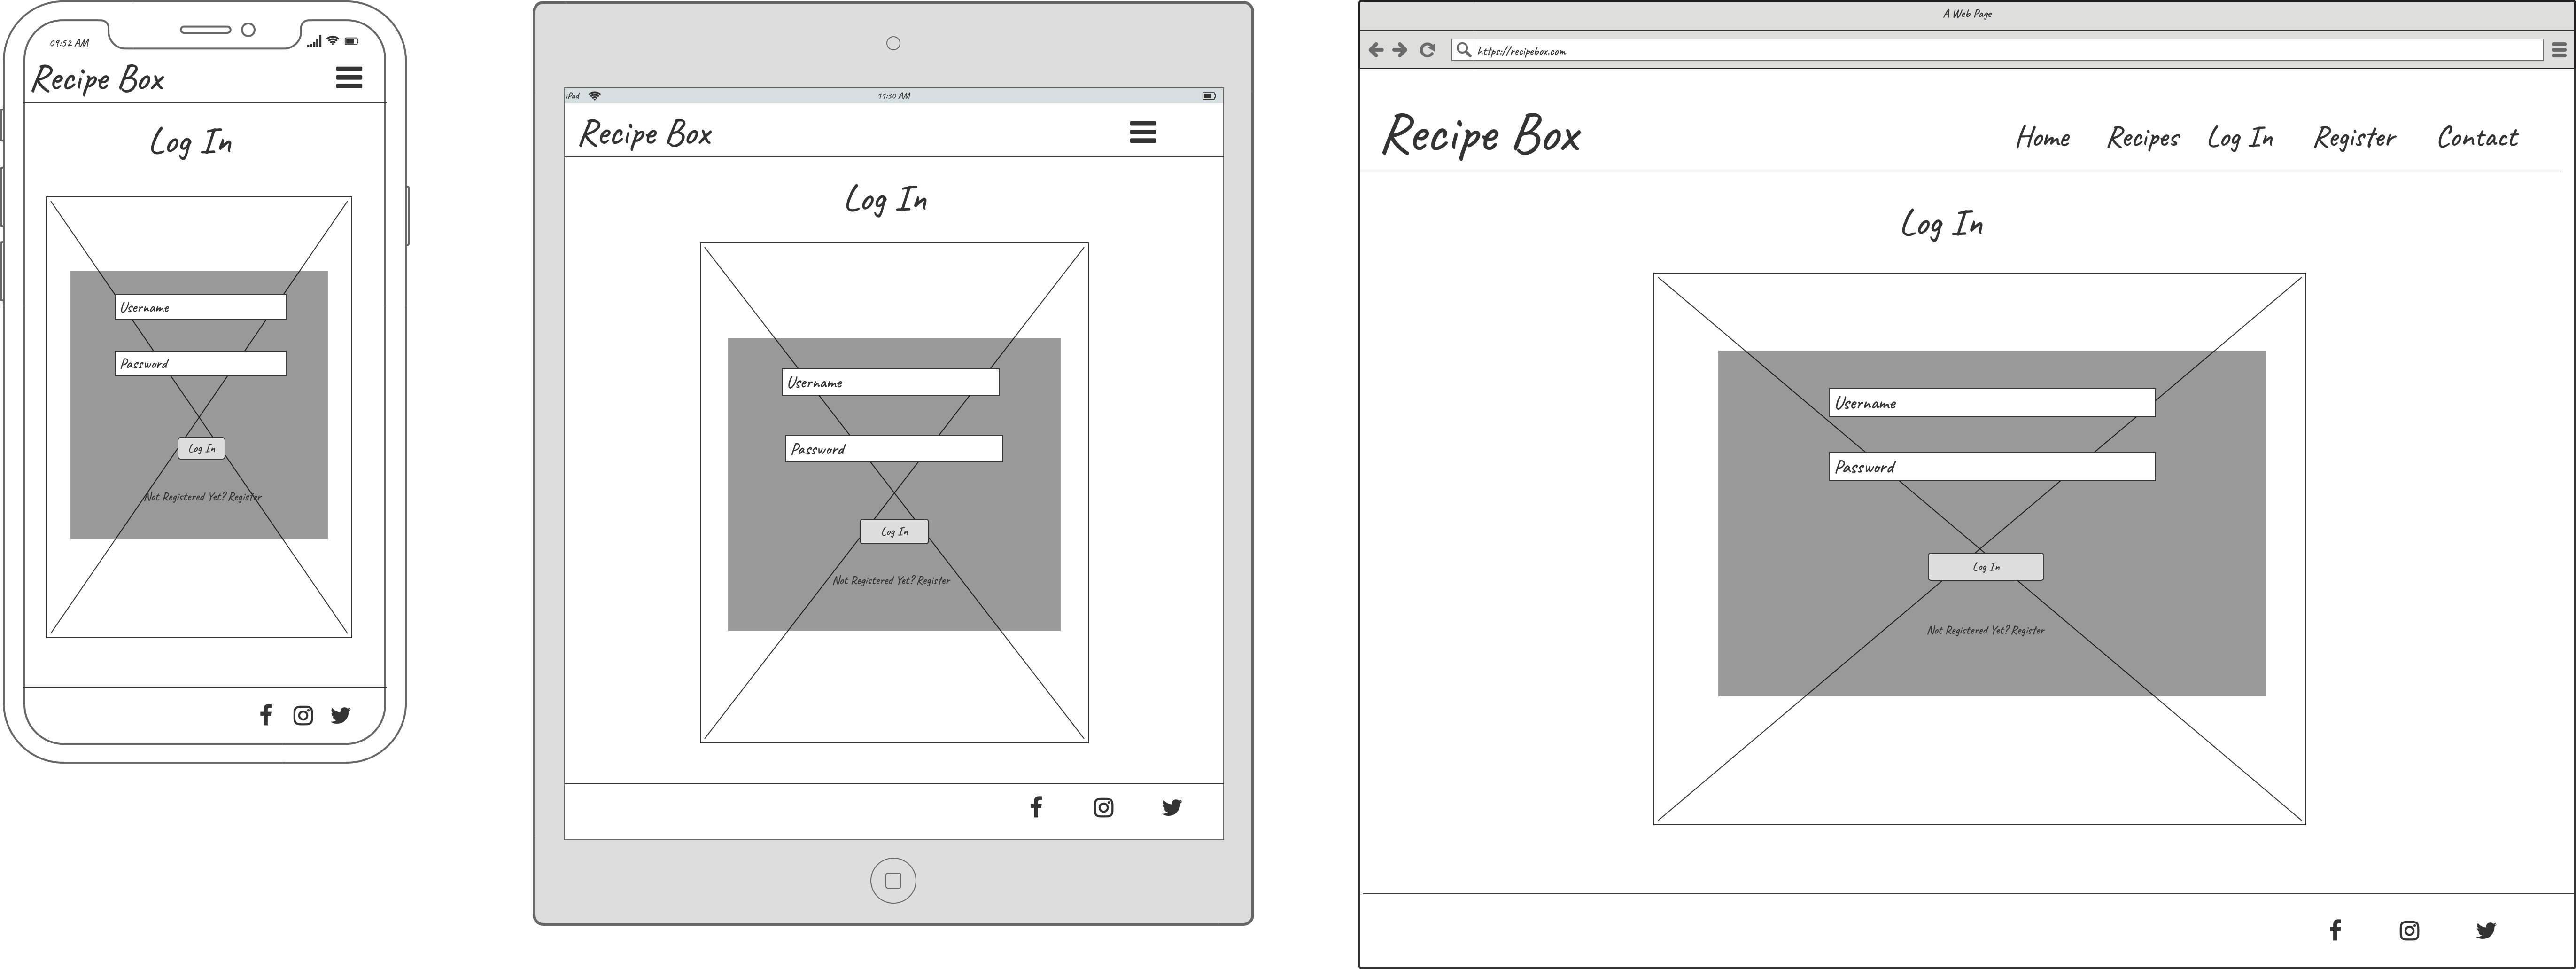 09:52 AM
Recipe Box
Log In
Username
Password
Log In
Not Registered Yet? Register
iPad
11:30 AM
Recipe Box
Log In
Username
Password
Log In
Not Registered Yet? Register
A Web Page
https://recipebox.com
Recipe Box
Home Recipes Log In Register Contact
Log In
Username
Password
Log In
Not Registered Yet? Register